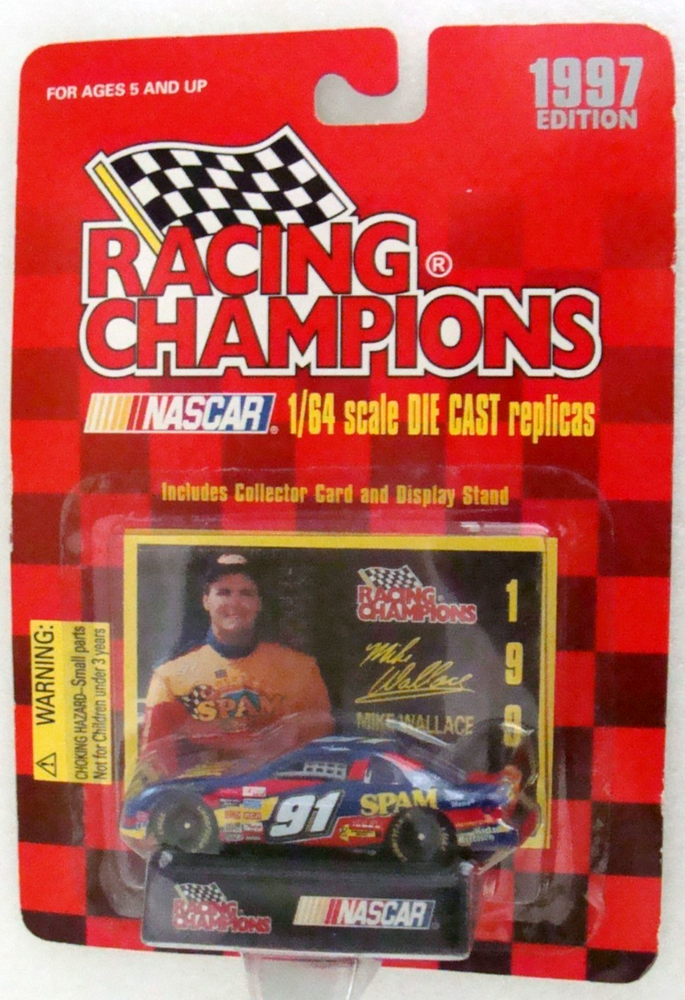 FOR AGES 5 AND UP
1997
EDITION
RACING ®
CHAMPIONS
NASCAR® 1/64 scale DIE CAST replicas
Includes Collector Card and Display Stand
RACING
CHAMPIONS
1
9
9
Mike
Wallace
MIKE WALLACE
SPAM
WARNING:
CHOKING HAZARD–Small parts
Not for Children under 3 years
91
SPAM
RACING
CHAMPIONS
NASCAR®